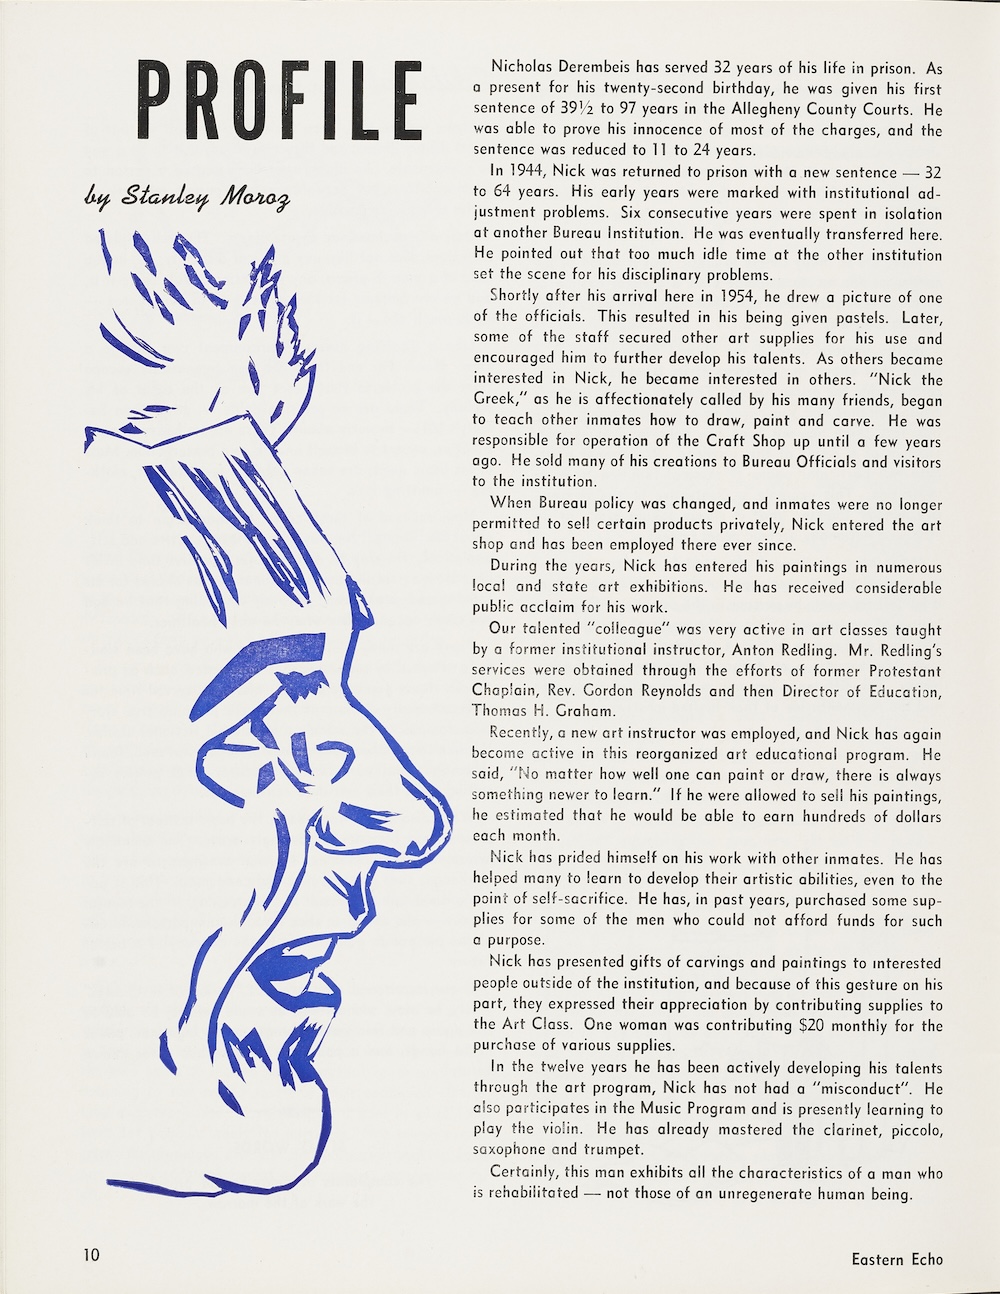 PROFILE
by Stanley Moroz
Nicholas Derembeis has served 32 years of his life in prison. As
a present for his twenty-second birthday, he was given his first
sentence of 39½ to 97 years in the Allegheny County Courts. He
was able to prove his innocence of most of the charges, and the
sentence was reduced to 11 to 24 years.
In 1944, Nick was returned to prison with a new sentence — 32
to 64 years. His early years were marked with institutional ad-
justment problems. Six consecutive years were spent in isolation
at another Bureau Institution. He was eventually transferred here.
He pointed out that too much idle time at the other institution
set the scene for his disciplinary problems.
Shortly after his arrival here in 1954, he drew a picture of one
of the officials. This resulted in his being given pastels. Later,
some of the staff secured other art supplies for his use and
encouraged him to further develop his talents. As others became
interested in Nick, he became interested in others. "Nick the
Greek," as he is affectionately called by his many friends, began
to teach other inmates how to draw, paint and carve. He was
responsible for operation of the Craft Shop up until a few years
ago. He sold many of his creations to Bureau Officials and visitors
to the institution.
When Bureau policy was changed, and inmates were no longer
permitted to sell certain products privately, Nick entered the art
shop and has been employed there ever since.
During the years, Nick has entered his paintings in numerous
local and state art exhibitions. He has received considerable
public acclaim for his work.
Our talented "colleague" was very active in art classes taught
by a former institutional instructor, Anton Redling. Mr. Redling's
services were obtained through the efforts of former Protestant
Chaplain, Rev. Gordon Reynolds and then Director of Education,
Thomas H. Graham.
Recently, a new art instructor was employed, and Nick has again
become active in this reorganized art educational program. He
said, "No matter how well one can paint or draw, there is always
something newer to learn." If he were allowed to sell his paintings,
he estimated that he would be able to earn hundreds of dollars
each month.
Nick has prided himself on his work with other inmates. He has
helped many to learn to develop their artistic abilities, even to the
point of self-sacrifice. He has, in past years, purchased some sup-
plies for some of the men who could not afford funds for such
a purpose.
Nick has presented gifts of carvings and paintings to interested
people outside of the institution, and because of this gesture on his
part, they expressed their appreciation by contributing supplies to
the Art Class. One woman was contributing $20 monthly for the
purchase of various supplies.
In the twelve years he has been actively developing his talents
through the art program, Nick has not had a "misconduct". He
also participates in the Music Program and is presently learning to
play the violin. He has already mastered the clarinet, piccolo,
saxophone and trumpet.
Certainly, this man exhibits all the characteristics of a man who
is rehabilitated — not those of an unregenerate human being.
10
Eastern Echo